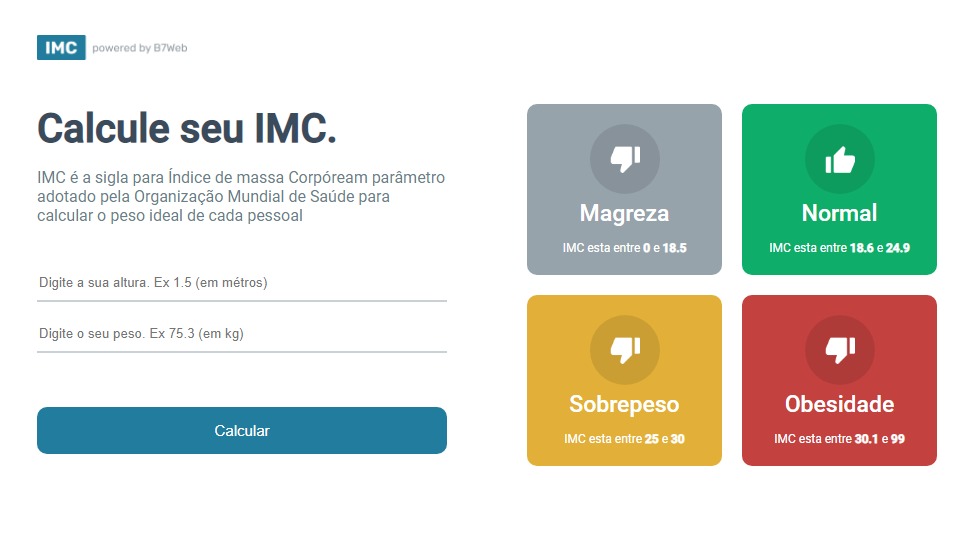 IMC powered by B7Web
Calcule seu IMC.
IMC é a sigla para Índice de massa Corpóream parâmetro
adotado pela Organização Mundial de Saúde para
calcular o peso ideal de cada pessoal
Digite a sua altura. Ex 1.5 (em métros)
Digite o seu peso. Ex 75.3 (em kg)
Calcular
Magreza
IMC esta entre 0 e 18.5
Normal
IMC esta entre 18.6 e 24.9
Sobrepeso
IMC esta entre 25 e 30
Obesidade
IMC esta entre 30.1 e 99